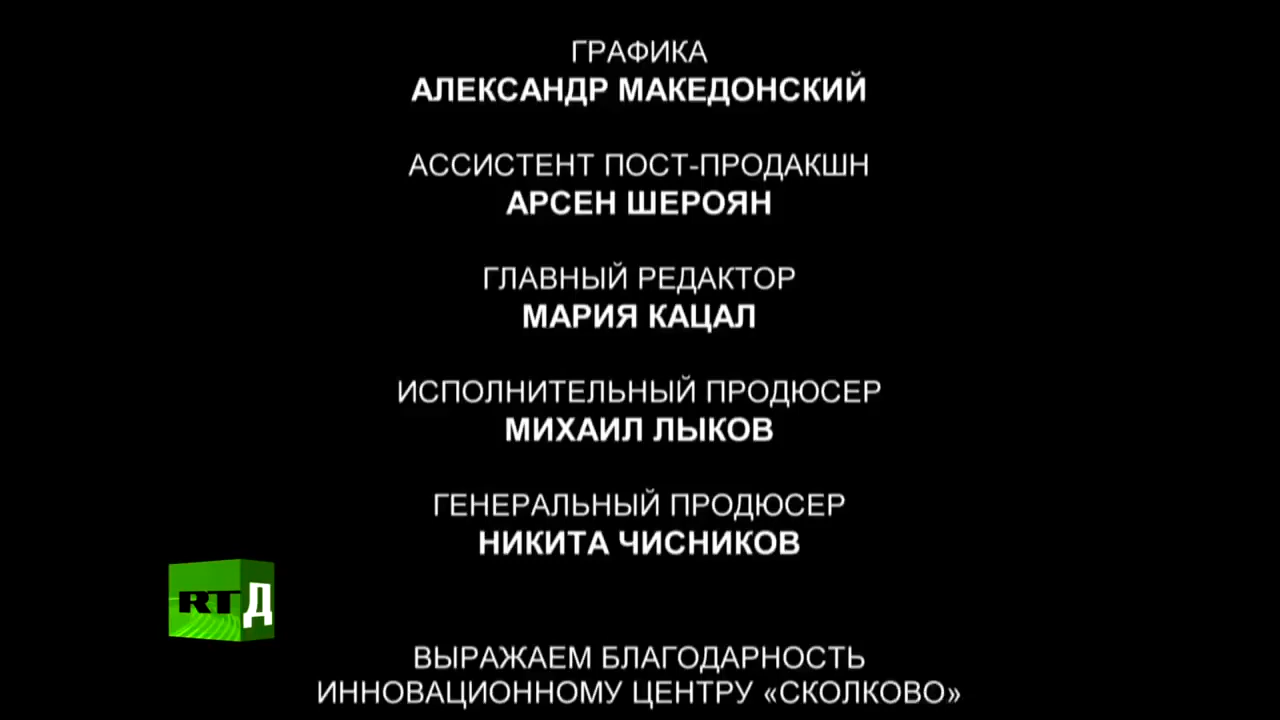 ГРАФИКА
АЛЕКСАНДР МАКЕДОНСКИЙ
АССИСТЕНТ ПОСТ-ПРОДАКШН
АРСЕН ШЕРОЯН
ГЛАВНЫЙ РЕДАКТОР
МАРИЯ КАЦАЛ
ИСПОЛНИТЕЛЬНЫЙ ПРОДЮСЕР
МИХАИЛ ЛЫКОВ
ГЕНЕРАЛЬНЫЙ ПРОДЮСЕР
НИКИТА ЧИСНИКОВ
RTД
ВЫРАЖАЕМ БЛАГОДАРНОСТЬ
ИННОВАЦИОННОМУ ЦЕНТРУ «СКОЛКОВО»